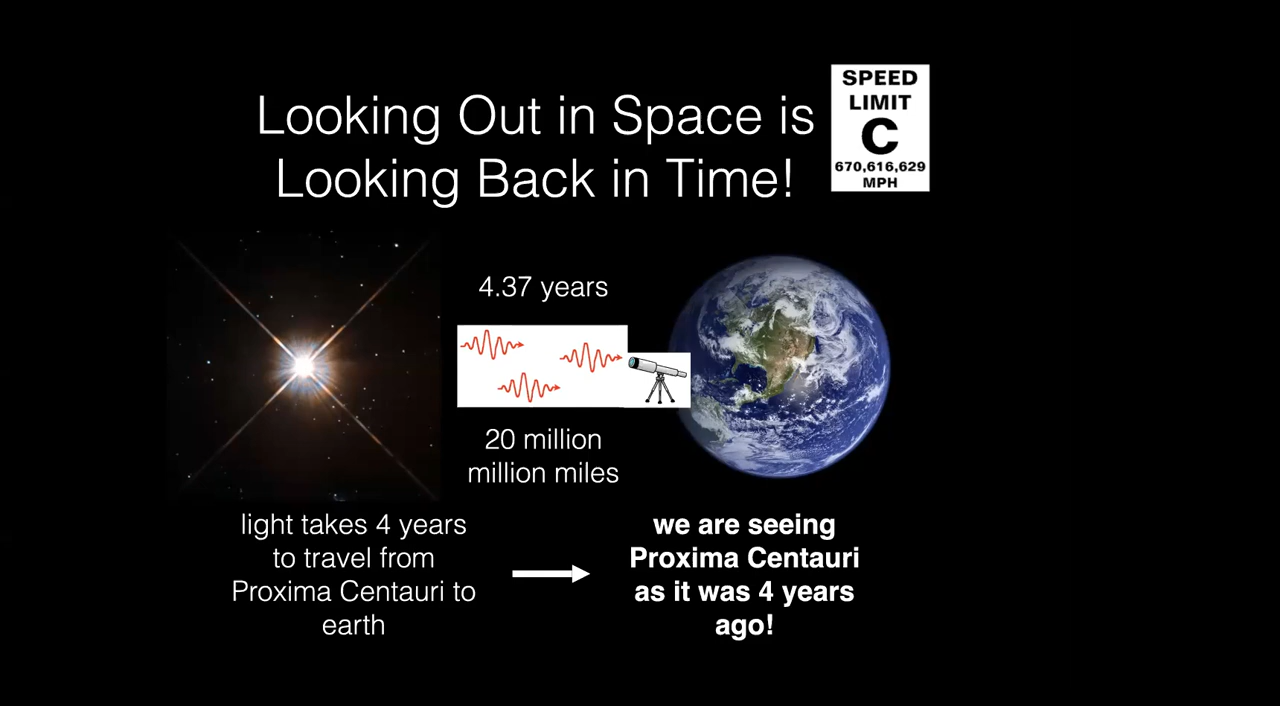 Looking Out in Space is
Looking Back in Time!
SPEED
LIMIT
C
670,616,629
MPH
4.37 years
20 million
million miles
light takes 4 years
to travel from
Proxima Centauri to
earth
we are seeing
Proxima Centauri
as it was 4 years
ago!